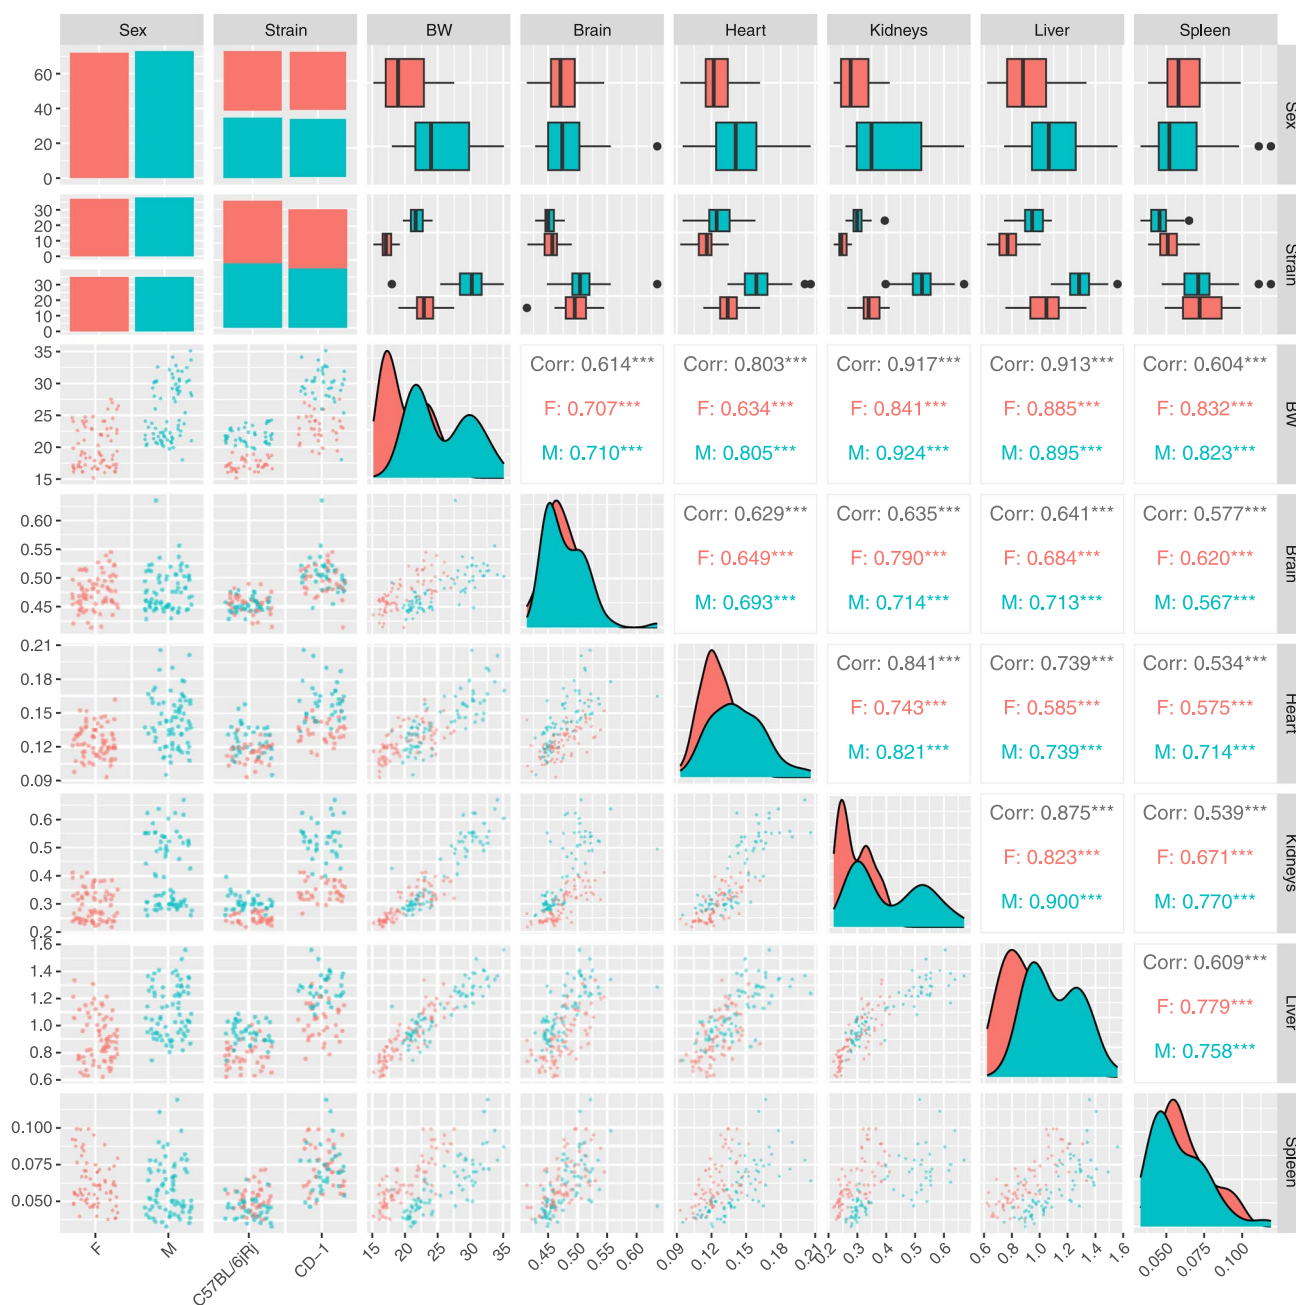 Sex Strain BW Brain Heart Kidneys Liver Spleen
60
40
20
0
Sex
30
20
10
0
30
20
10
0
Strain
35
30
25
20
15
Corr: 0.614*** Corr: 0.803*** Corr: 0.917*** Corr: 0.913*** Corr: 0.604***
F: 0.707*** F: 0.634*** F: 0.841*** F: 0.885*** F: 0.832***
M: 0.710*** M: 0.805*** M: 0.924*** M: 0.895*** M: 0.823***
BW
0.60
0.55
0.50
0.45
Corr: 0.629*** Corr: 0.635*** Corr: 0.641*** Corr: 0.577***
F: 0.649*** F: 0.790*** F: 0.684*** F: 0.620***
M: 0.693*** M: 0.714*** M: 0.713*** M: 0.567***
Brain
0.21
0.18
0.15
0.12
0.09
Corr: 0.841*** Corr: 0.739*** Corr: 0.534***
F: 0.743*** F: 0.585*** F: 0.575***
M: 0.821*** M: 0.739*** M: 0.714***
Heart
0.6
0.5
0.4
0.3
0.2
Corr: 0.875*** Corr: 0.539***
F: 0.823*** F: 0.671***
M: 0.900*** M: 0.770***
Kidneys
1.6
1.4
1.2
1.0
0.8
0.6
Corr: 0.609***
F: 0.779***
M: 0.758***
Liver
0.100
0.075
0.050
Spleen
F M C57BL/6jRj CD-1 15 20 25 30 35 0.45 0.50 0.55 0.60 0.09 0.12 0.15 0.18 0.21 0.2 0.3 0.4 0.5 0.6 0.6 0.8 1.0 1.2 1.4 1.6 0.050 0.075 0.100